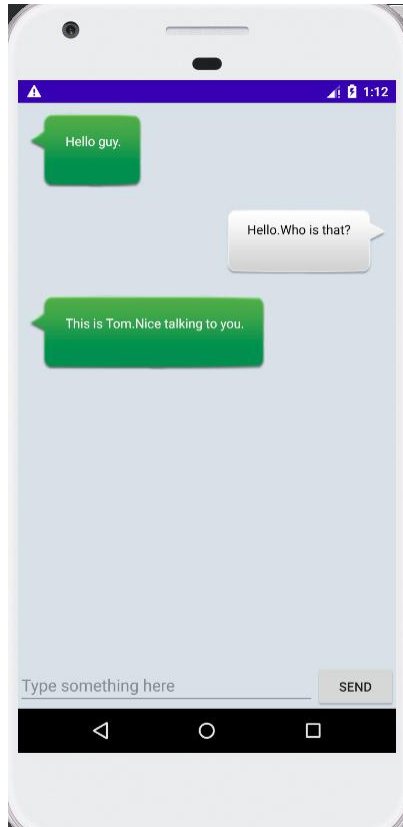 1:12
Hello guy.
Hello.Who is that?
This is Tom.Nice talking to you.
Type something here
SEND